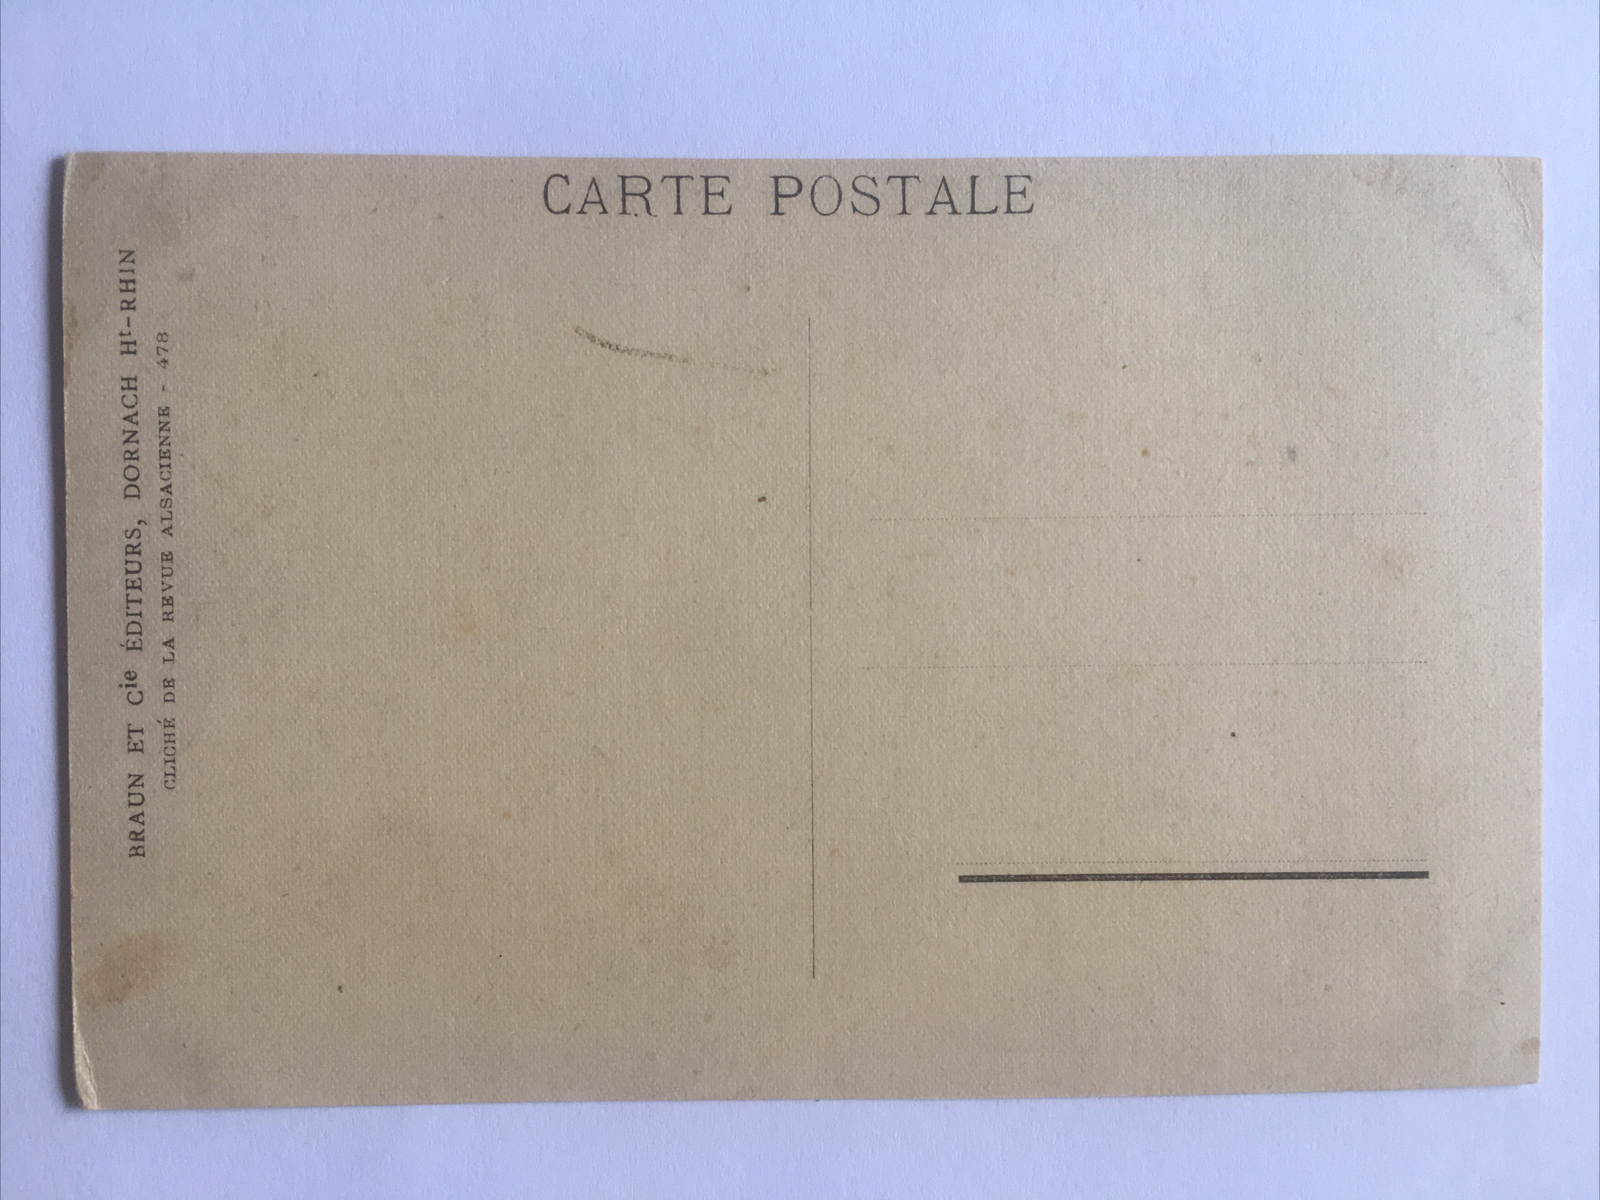 CARTE POSTALE
BRAUN ET Cie ÉDITEURS, DORNACH Ht-RHIN
CLICHÉ DE LA REVUE ALSACIENNE - 478